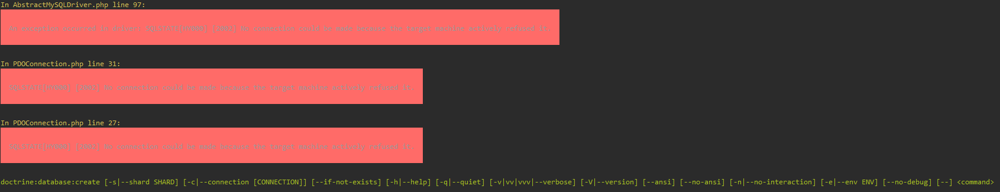 In AbstractMySQLDriver.php line 97:
An exception occurred in driver: SQLSTATE[HY000] [2002] No connection could be made because the target machine actively refused it.
In PDOConnection.php line 31:
SQLSTATE[HY000] [2002] No connection could be made because the target machine actively refused it.
In PDOConnection.php line 27:
SQLSTATE[HY000] [2002] No connection could be made because the target machine actively refused it.
doctrine:database:create [-s|--shard SHARD] [-c|--connection [CONNECTION]] [--if-not-exists] [-h|--help] [-q|--quiet] [-v|vv|vvv|--verbose] [-V|--version] [--ansi] [--no-ansi] [-n|--no-interaction] [-e|--env ENV] [--no-debug] [--] <command>